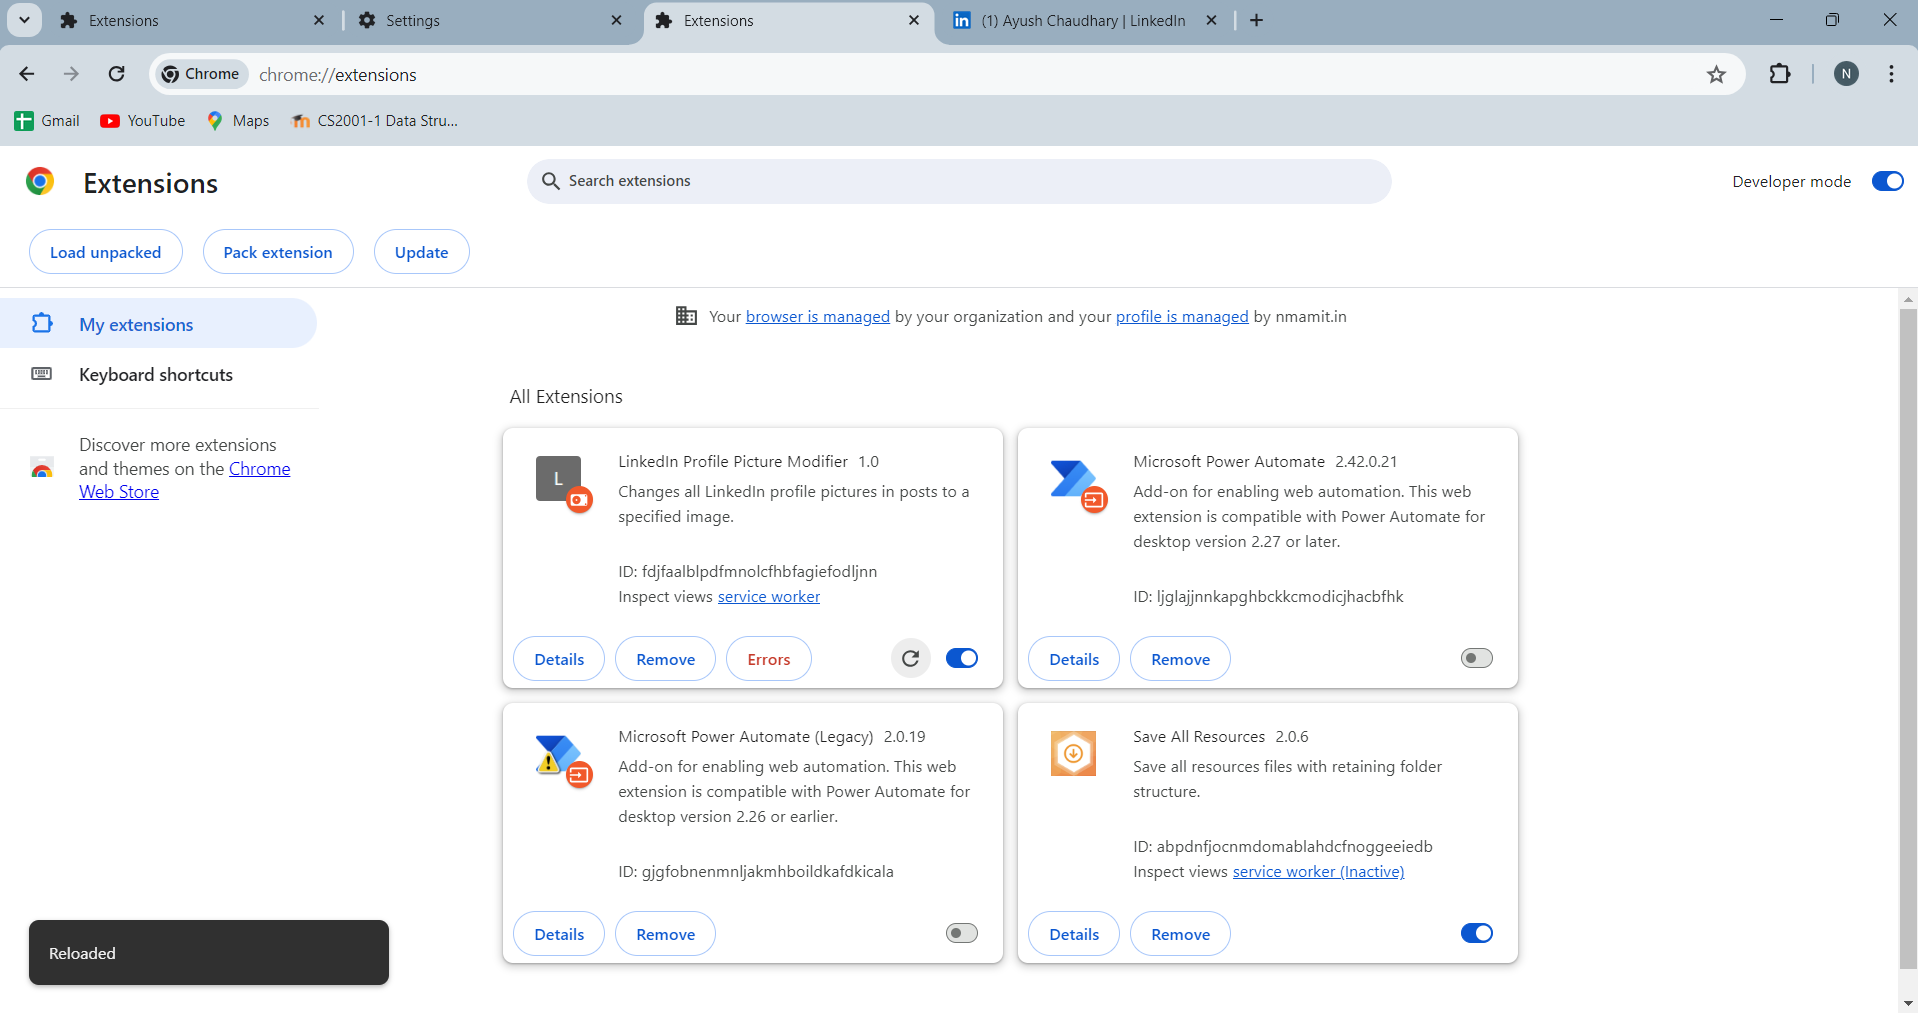 Extensions
Settings
Extensions
(1) Ayush Chaudhary | LinkedIn
Chrome
chrome://extensions
N
Gmail
YouTube
Maps
CS2001-1 Data Stru...
Extensions
Search extensions
Developer mode
Load unpacked
Pack extension
Update
My extensions
Keyboard shortcuts
Discover more extensions
and themes on the Chrome
Web Store
Your browser is managed by your organization and your profile is managed by nmamit.in
All Extensions
L
LinkedIn Profile Picture Modifier 1.0
Changes all LinkedIn profile pictures in posts to a
specified image.
ID: fdjfaalblpdfmnolcfhbfagiefodljnn
Inspect views service worker
Details
Remove
Errors
Microsoft Power Automate 2.42.0.21
Add-on for enabling web automation. This web
extension is compatible with Power Automate for
desktop version 2.27 or later.
ID: ljglajjnnkapghbckkcmodicjhacbfhk
Details
Remove
Microsoft Power Automate (Legacy) 2.0.19
Add-on for enabling web automation. This web
extension is compatible with Power Automate for
desktop version 2.26 or earlier.
ID: gjgfobnenmnljakmhboildkafdkicala
Details
Remove
Save All Resources 2.0.6
Save all resources files with retaining folder
structure.
ID: abpdnfjocnmdomablahdcfnoggeeiedb
Inspect views service worker (Inactive)
Details
Remove
Reloaded